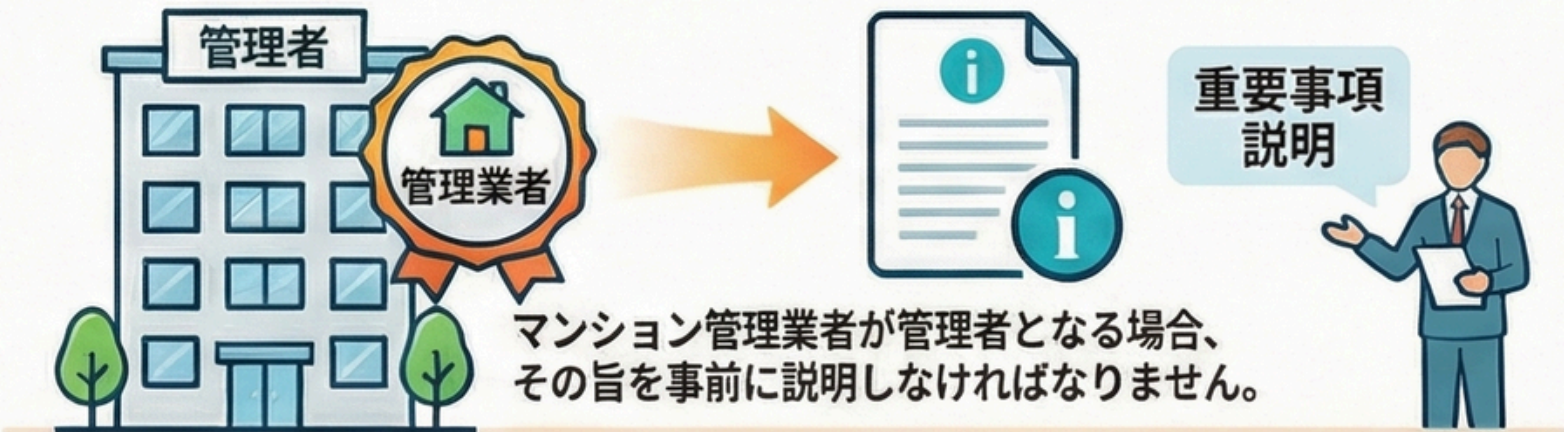 管理者
管理業者
重要事項
説明
マンション管理業者が管理者となる場合、
その旨を事前に説明しなければなりません。